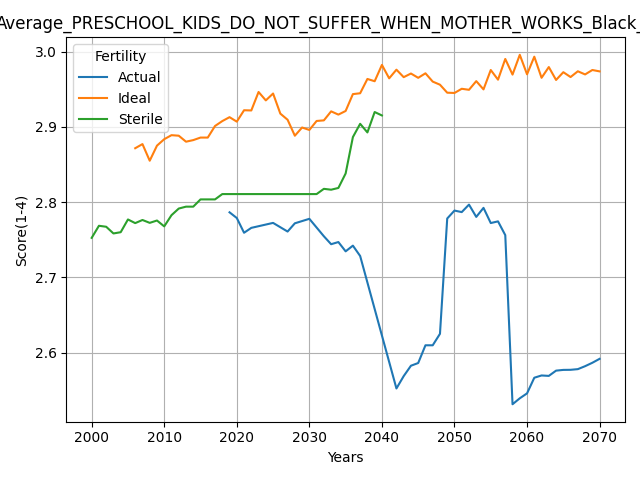 Average_PRESCHOOL_KIDS_DO_NOT_SUFFER_WHEN_MOTHER_WORKS_Black_
Fertility
Actual
Ideal
Sterile
3.0
2.9
2.8
2.7
2.6
Score(1-4)
2000 2010 2020 2030 2040 2050 2060 2070
Years